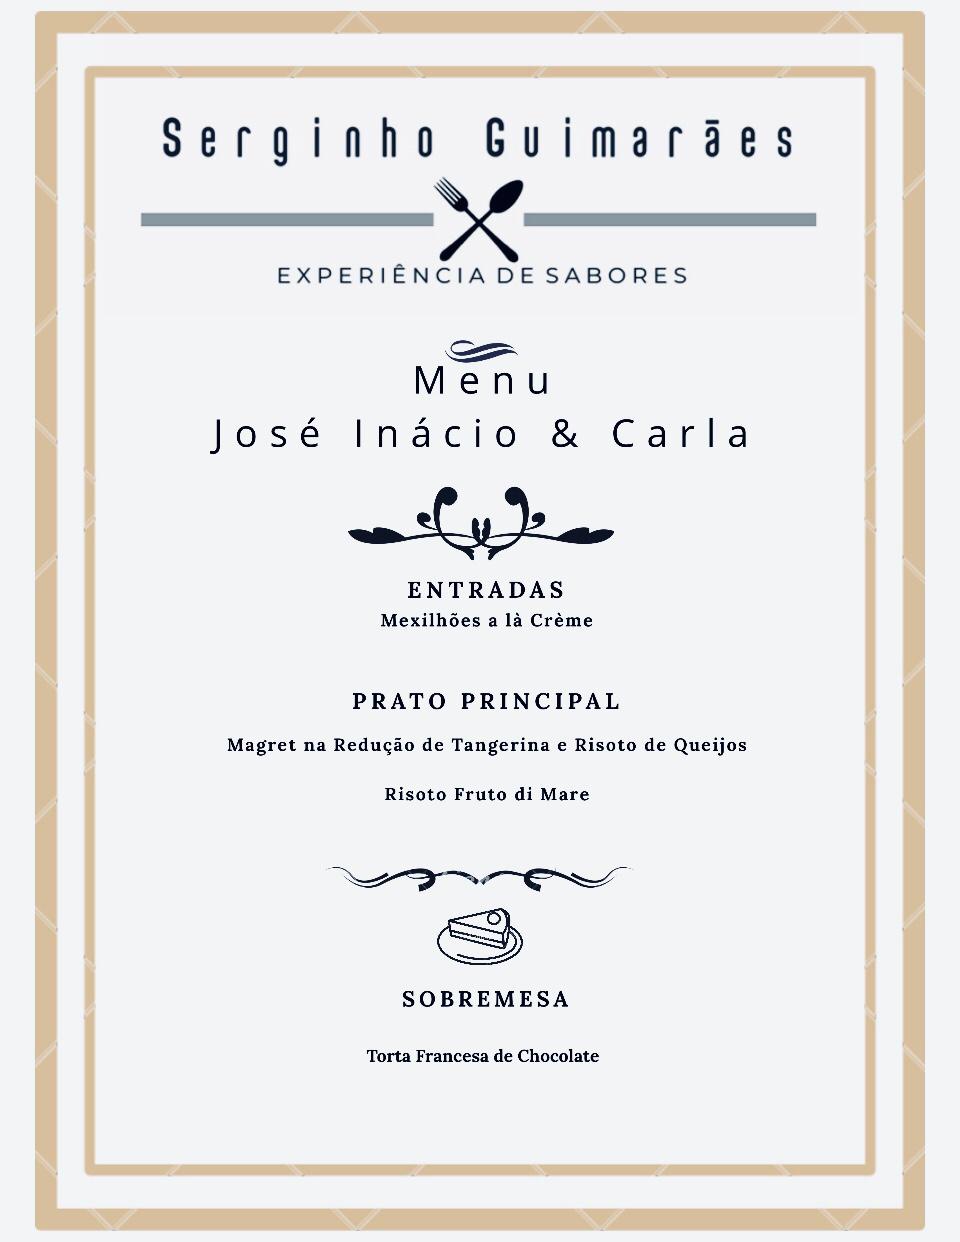 Serginho Guimarães
EXPERIÊNCIA DE SABORES
Menu
José Inácio & Carla
ENTRADAS
Mexilhões a là Crème
PRATO PRINCIPAL
Magret na Redução de Tangerina e Risoto de Queijos
Risoto Fruto di Mare
SOBREMESA
Torta Francesa de Chocolate